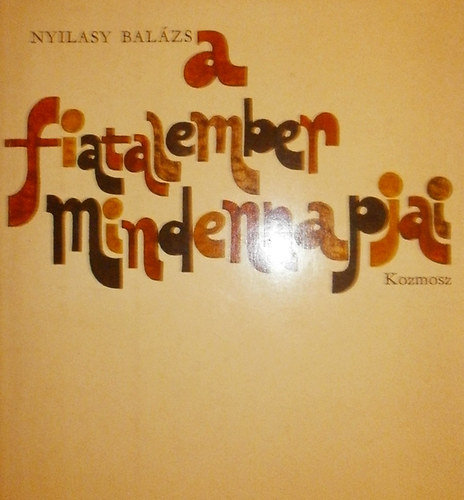 NYILASY BALÁZS
a
fiatalember
mindennapjai
Kozmosz